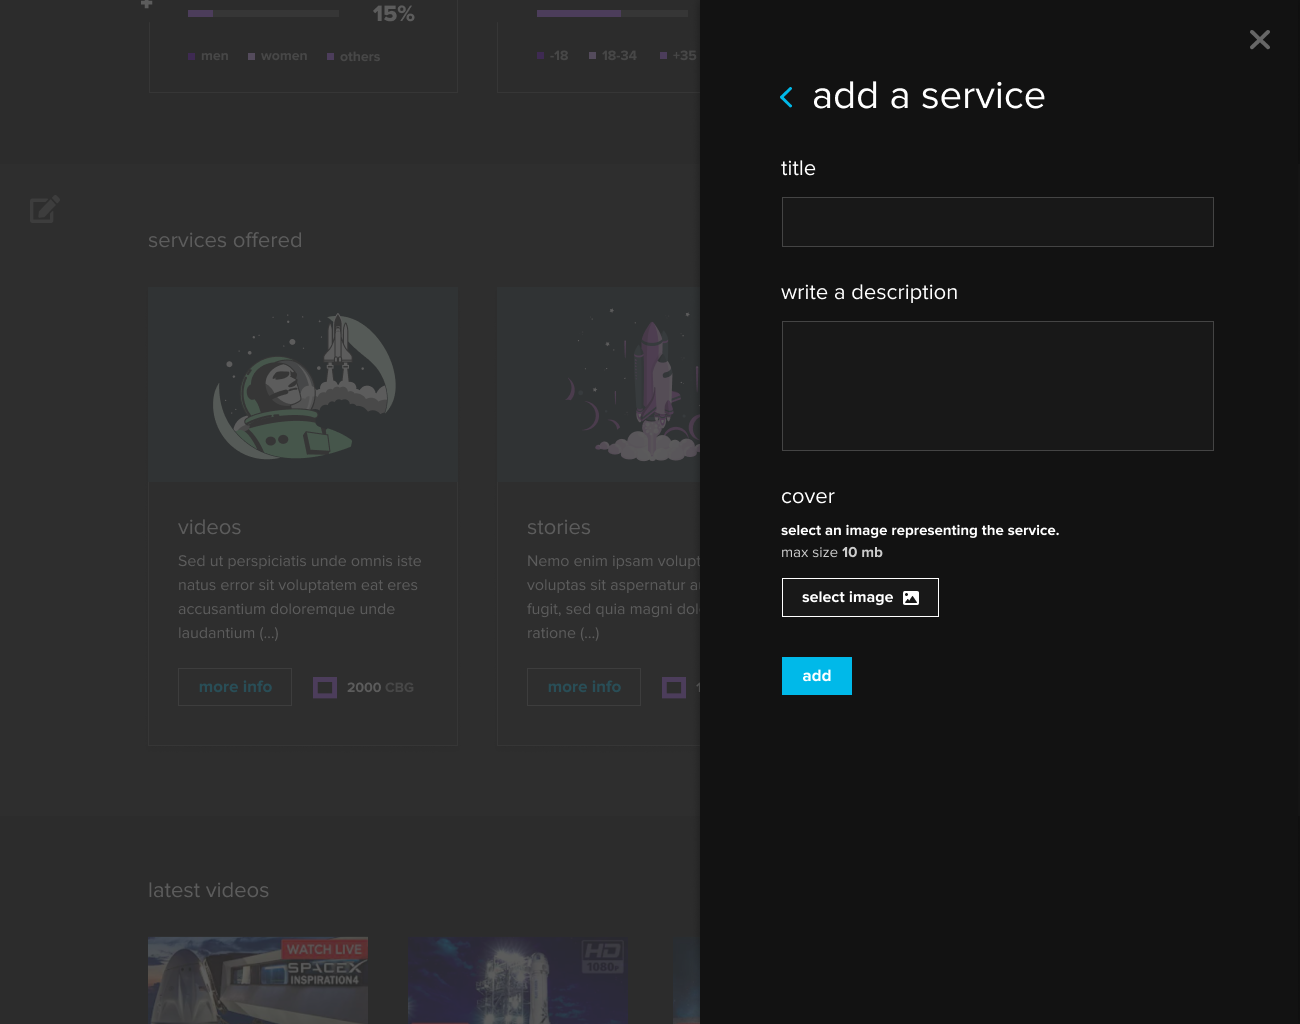 15%
men women others
-18 18-34 +35
add a service
title
services offered
write a description
cover
select an image representing the service.
max size 10 mb
select image
add
videos
Sed ut perspiciatis unde omnis iste
natus error sit voluptatem eat eres
accusantium doloremque unde
laudantium (...)
more info 2000 CBG
stories
Nemo enim ipsam volupt
voluptas sit aspernatur a
fugit, sed quia magni dol
ratione (...)
more info 1
latest videos
WATCH LIVE
SPACEX
INSPIRATION4
HD
1080p